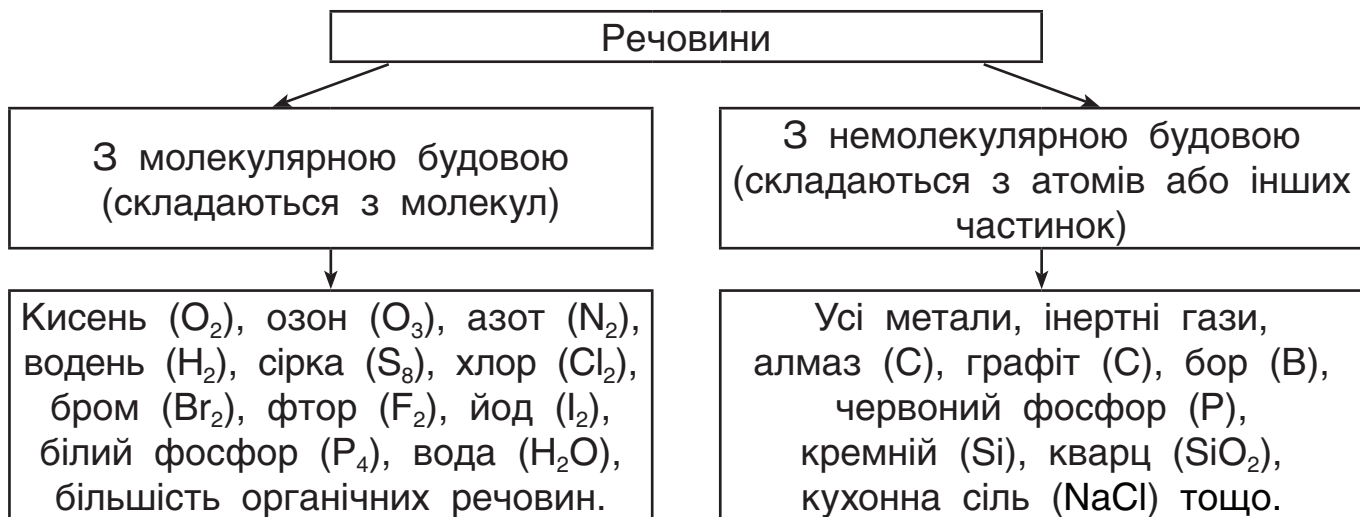 Речовини
З молекулярною будовою
(складаються з молекул)
З немолекулярною будовою
(складаються з атомів або інших
частинок)
Кисень (O₂), озон (O₃), азот (N₂),
водень (H₂), сірка (S₈), хлор (Cl₂),
бром (Br₂), фтор (F₂), йод (I₂),
білий фосфор (P₄), вода (H₂O),
більшість органічних речовин.
Усі метали, інертні гази,
алмаз (C), графіт (C), бор (B),
червоний фосфор (P),
кремній (Si), кварц (SiO₂),
кухонна сіль (NaCl) тощо.